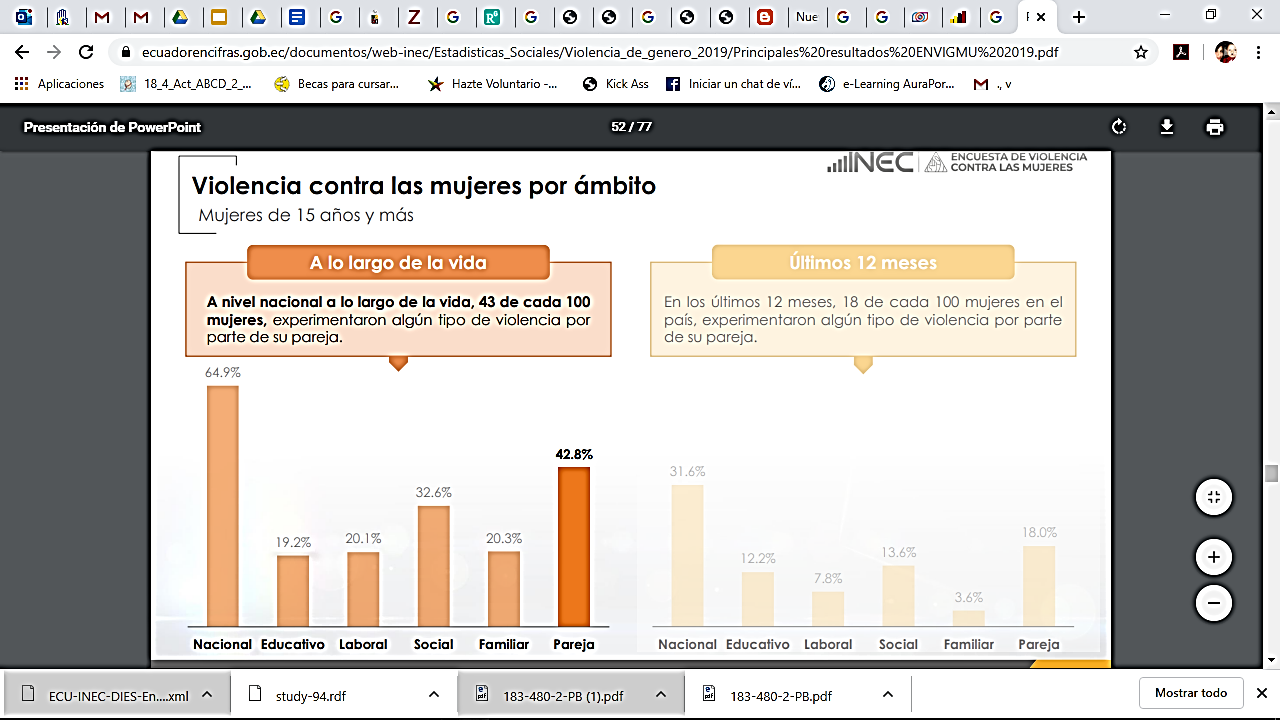 Nue
ecuadorencifras.gob.ec/documentos/web-inec/Estadisticas_Sociales/Violencia_de_genero_2019/Principales%20resultados%20ENVIGMU%202019.pdf
Aplicaciones
18_4_Act_ABCD_2_...
Becas para cursar...
Hazte Voluntario -...
Kick Ass
Iniciar un chat de ví...
e-Learning AuraPor...
., v
Presentación de PowerPoint
52 / 77
INEC
ENCUESTA DE VIOLENCIA
CONTRA LAS MUJERES
Violencia contra las mujeres por ámbito
Mujeres de 15 años y más
A lo largo de la vida
A nivel nacional a lo largo de la vida, 43 de cada 100
mujeres, experimentaron algún tipo de violencia por
parte de su pareja.
64.9%
19.2%
20.1%
32.6%
20.3%
42.8%
Nacional Educativo Laboral Social Familiar Pareja
Últimos 12 meses
En los últimos 12 meses, 18 de cada 100 mujeres en el
país, experimentaron algún tipo de violencia por parte
de su pareja.
31.6%
12.2%
7.8%
13.6%
3.6%
18.0%
Nacional Educativo Laboral Social Familiar Pareja
ECU-INEC-DIES-En....xml
study-94.rdf
183-480-2-PB (1).pdf
183-480-2-PB.pdf
Mostrar todo